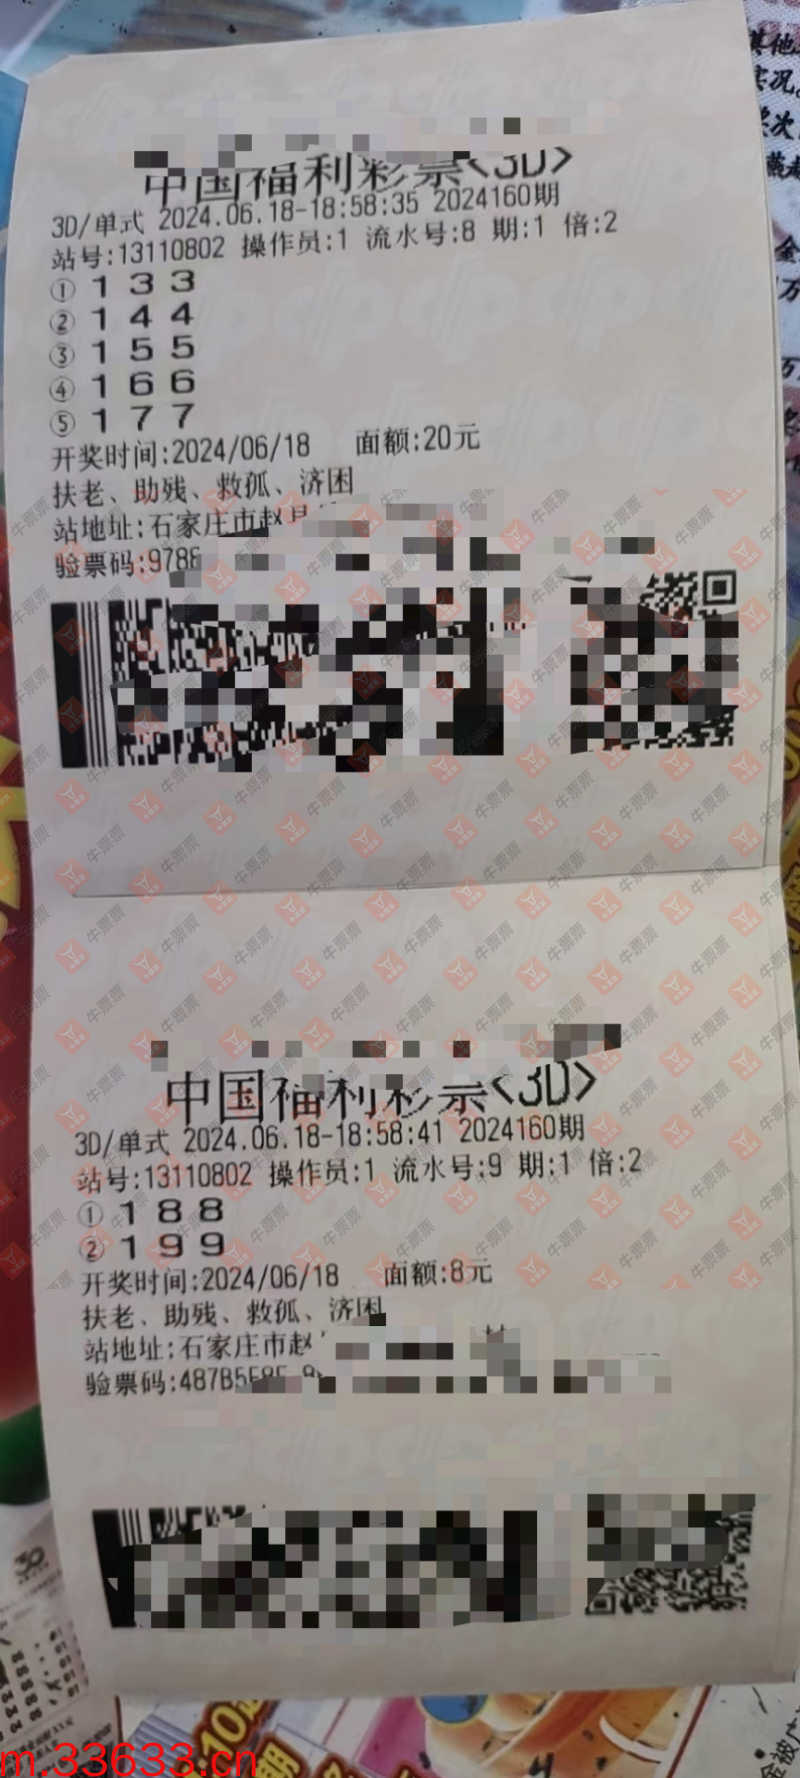 中国福利彩票<3D>
3D/单式 2024.06.18-18:58:35 2024160期
站号:13110802 操作员:1 流水号:8 期:1 倍:2
① 1 3 3
② 1 4 4
③ 1 5 5
④ 1 6 6
⑤ 1 7 7
开奖时间:2024/06/18 面额:20元
扶老、助残、救孤、济困
站地址:石家庄市赵县
验票码:9786
牛票票
中国福利彩票<3D>
3D/单式 2024.06.18-18:58:41 2024160期
站号:13110802 操作员:1 流水号:9 期:1 倍:2
① 1 8 8
② 1 9 9
开奖时间:2024/06/18 面额:8元
扶老、助残、救孤、济困
站地址:石家庄市赵
验票码:487B5E8F
m.33633.cn